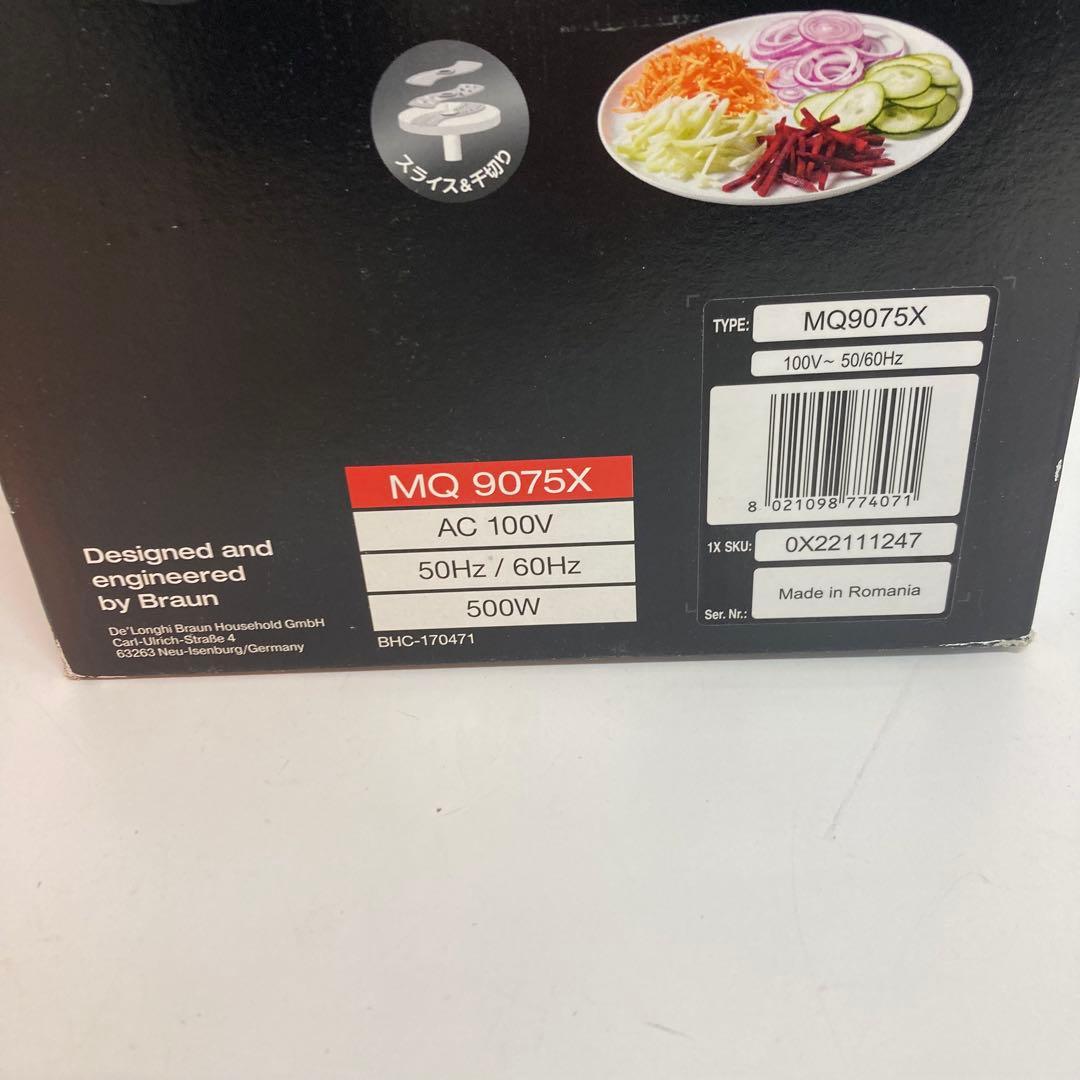 スライス&千切り
TYPE: MQ9075X
100V~ 50/60Hz
8 021098 774071
1X SKU: 0X22111247
Made in Romania
Ser. Nr.:
MQ 9075X
AC 100V
50Hz / 60Hz
500W
BHC-170471
Designed and
engineered
by Braun
De'Longhi Braun Household GmbH
Carl-Ulrich-Straße 4
63263 Neu-Isenburg/Germany